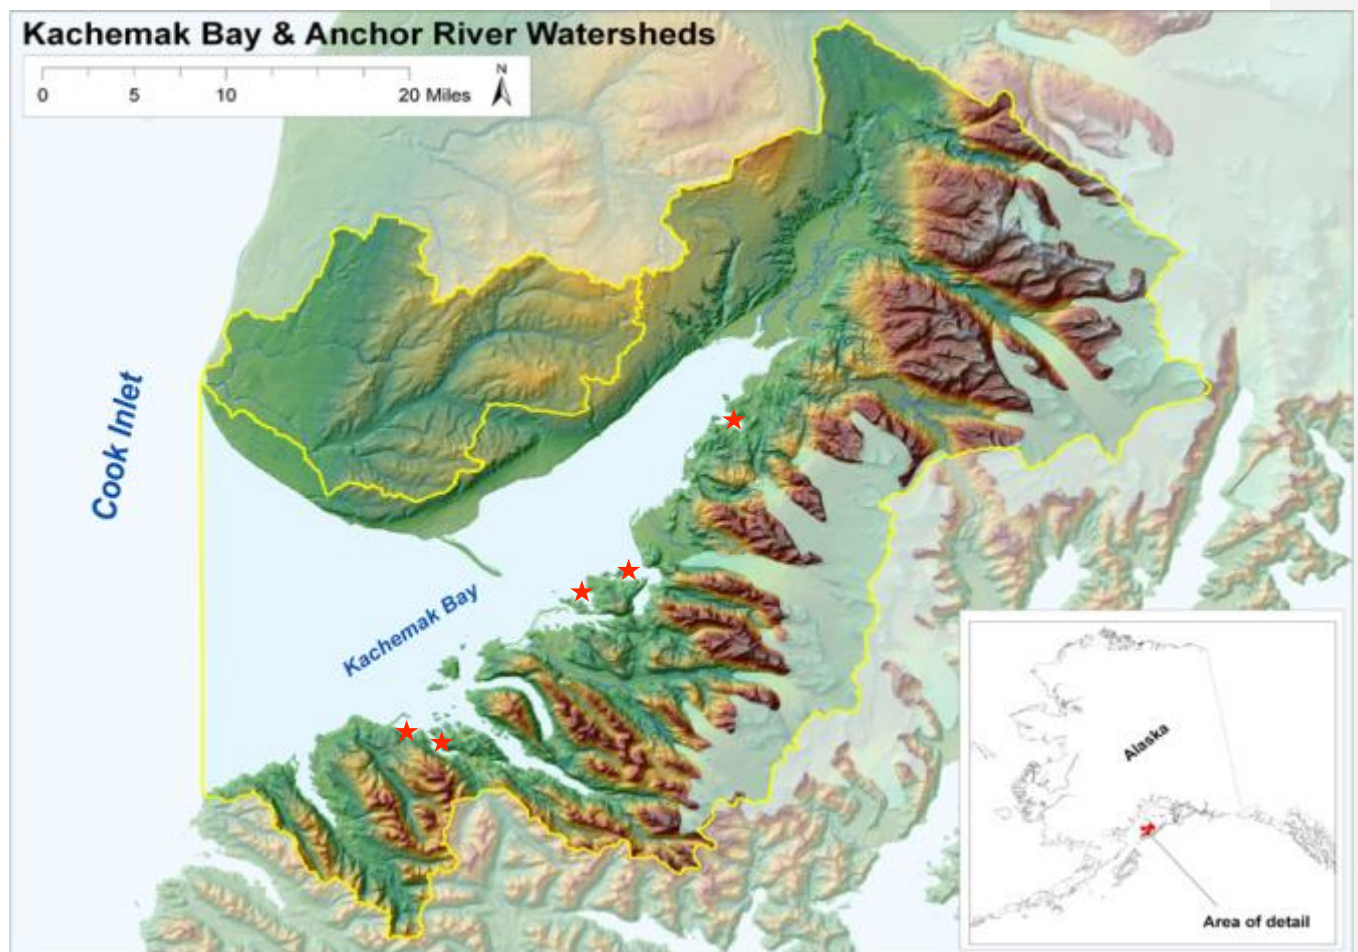 Kachemak Bay & Anchor River Watersheds
N
0 5 10 20 Miles
Cook Inlet
Kachemak Bay
Alaska
Area of detail